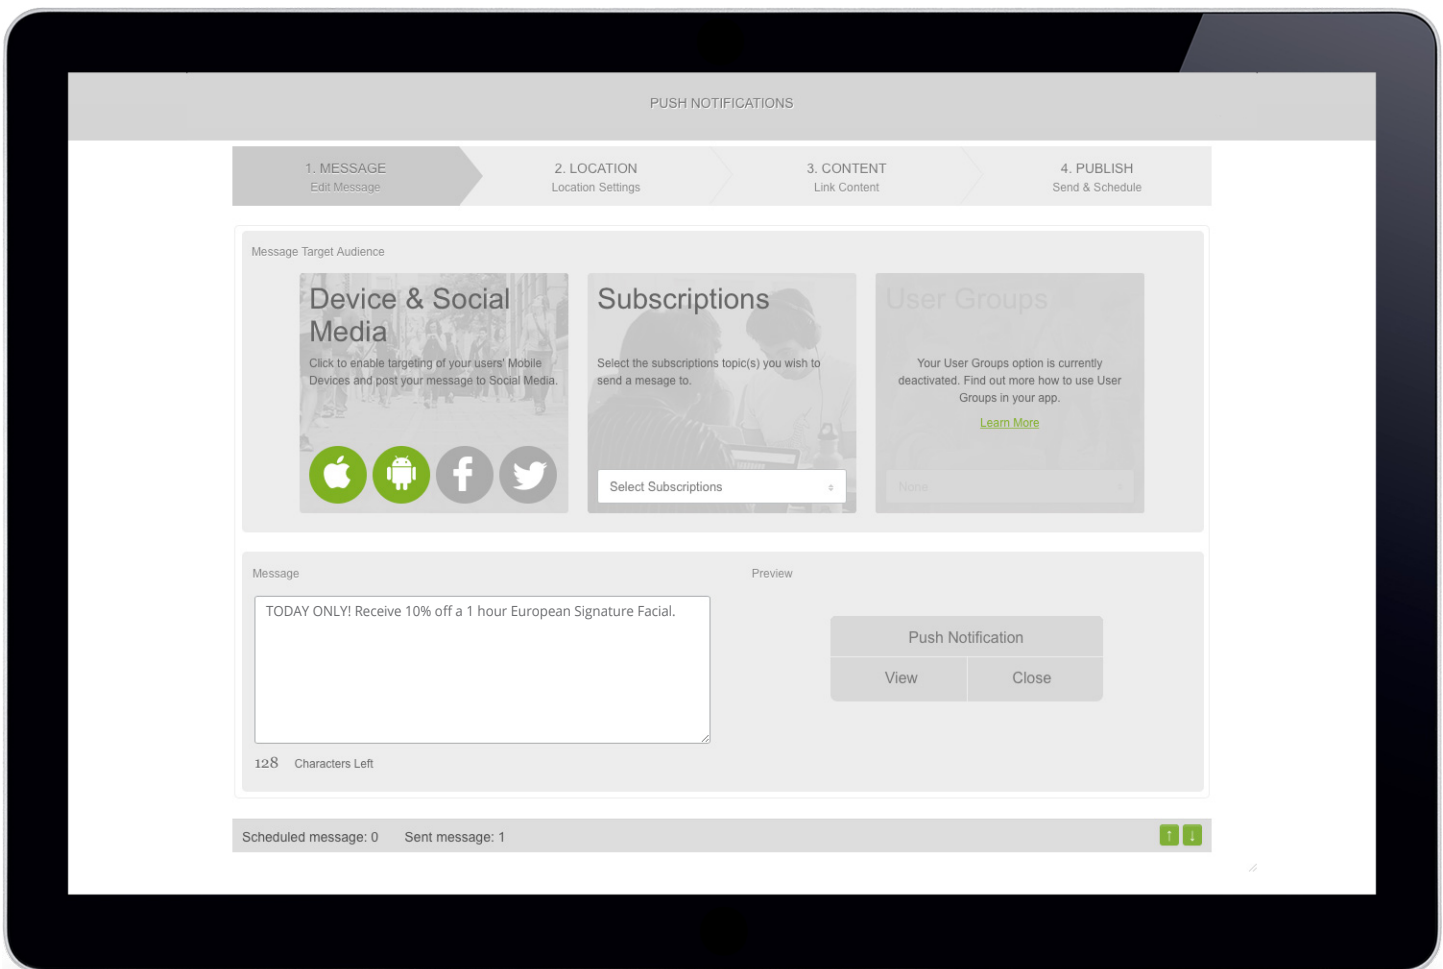 PUSH NOTIFICATIONS
1. MESSAGE
Edit Message
2. LOCATION
Location Settings
3. CONTENT
Link Content
4. PUBLISH
Send & Schedule
Message Target Audience
Device & Social
Media
Click to enable targeting of your users' Mobile
Devices and post your message to Social Media.
Subscriptions
Select the subscriptions topic(s) you wish to
send a message to.
Select Subscriptions
User Groups
Your User Groups option is currently
deactivated. Find out more how to use User
Groups in your app.
Learn More
None
Message
TODAY ONLY! Receive 10% off a 1 hour European Signature Facial.
128 Characters Left
Preview
Push Notification
View Close
Scheduled message: 0 Sent message: 1